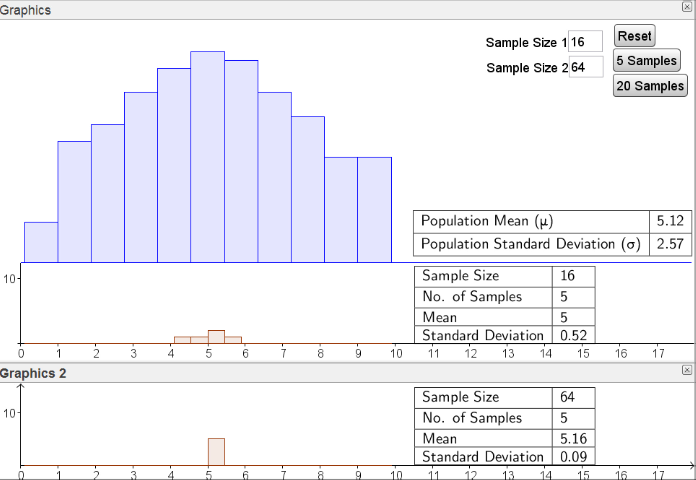 Graphics
Sample Size 1 16 Reset
Sample Size 2 64 5 Samples
20 Samples
Population Mean (μ) 5.12
Population Standard Deviation (σ) 2.57
10
Sample Size 16
No. of Samples 5
Mean 5
Standard Deviation 0.52
0 1 2 3 4 5 6 7 8 9 10 11 12 13 14 15 16 17
Graphics 2
10
Sample Size 64
No. of Samples 5
Mean 5.16
Standard Deviation 0.09
0 1 2 3 4 5 6 7 8 9 10 11 12 13 14 15 16 17